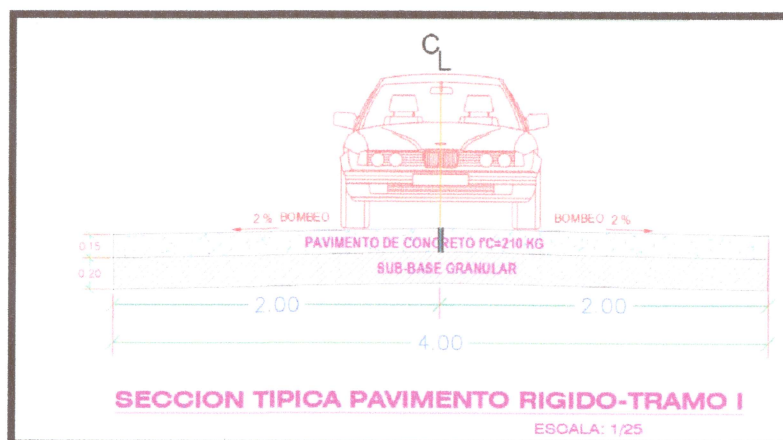 CL
2% BOMBEO
BOMBEO 2%
0.15
PAVIMENTO DE CONCRETO F'C=210 KG
0.20
SUB-BASE GRANULAR
2.00
2.00
4.00
SECCION TIPICA PAVIMENTO RIGIDO-TRAMO I
ESCALA: 1/25